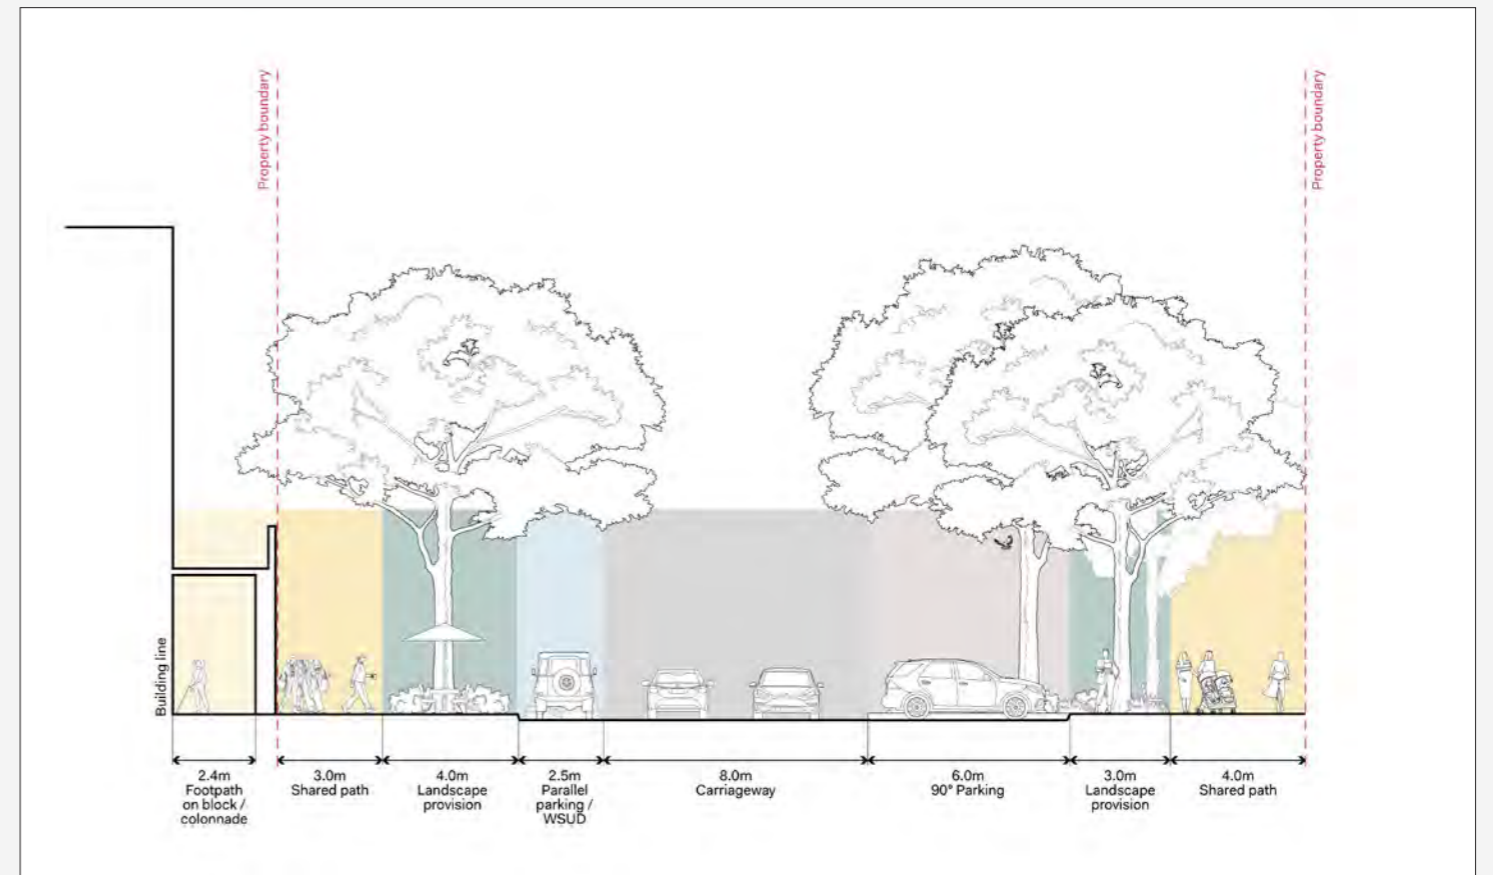 Property boundary
Property boundary
Building line
2.4m
Footpath
on block /
colonnade
3.0m
Shared path
4.0m
Landscape
provision
2.5m
Parallel
parking /
WSUD
8.0m
Carriageway
6.0m
90° Parking
3.0m
Landscape
provision
4.0m
Shared path